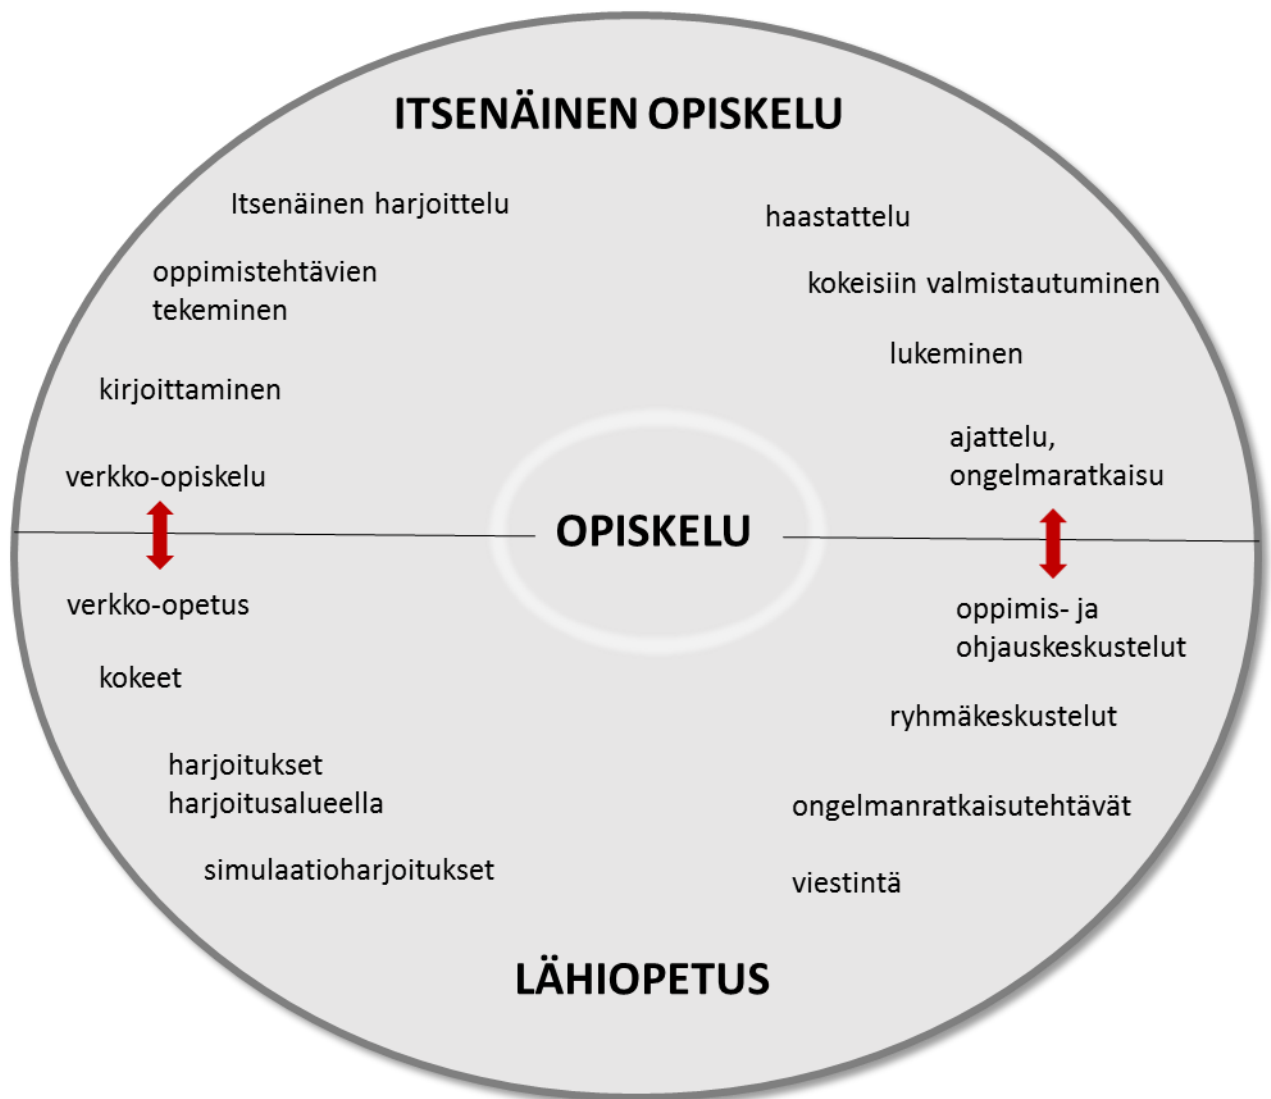 ITSENÄINEN OPISKELU
Itsenäinen harjoittelu
haastattelu
oppimistehtävien
tekeminen
kokeisiin valmistautuminen
lukeminen
kirjoittaminen
ajattelu,
ongelmaratkaisu
verkko-opiskelu
OPISKELU
verkko-opetus
oppimis- ja
ohjauskeskustelut
kokeet
ryhmäkeskustelut
harjoitukset
harjoitusalueella
ongelmanratkaisutehtävät
simulaatioharjoitukset
viestintä
LÄHIOPETUS